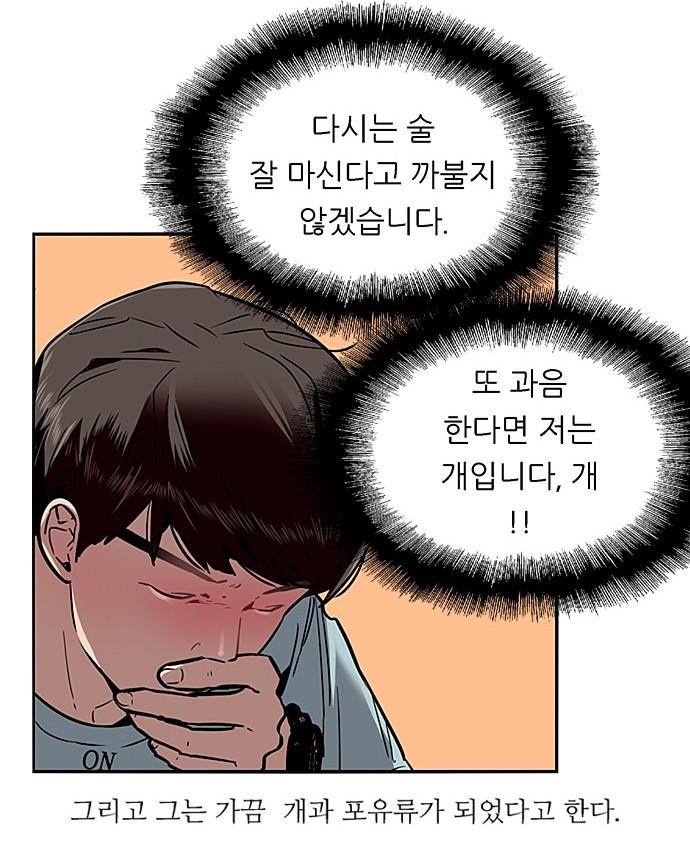 다시는 술
잘 마신다고 까불지
않겠습니다.
또 과음
한다면 저는
개입니다, 개
!!
ON
그리고 그는 가끔 개과 포유류가 되었다고 한다.